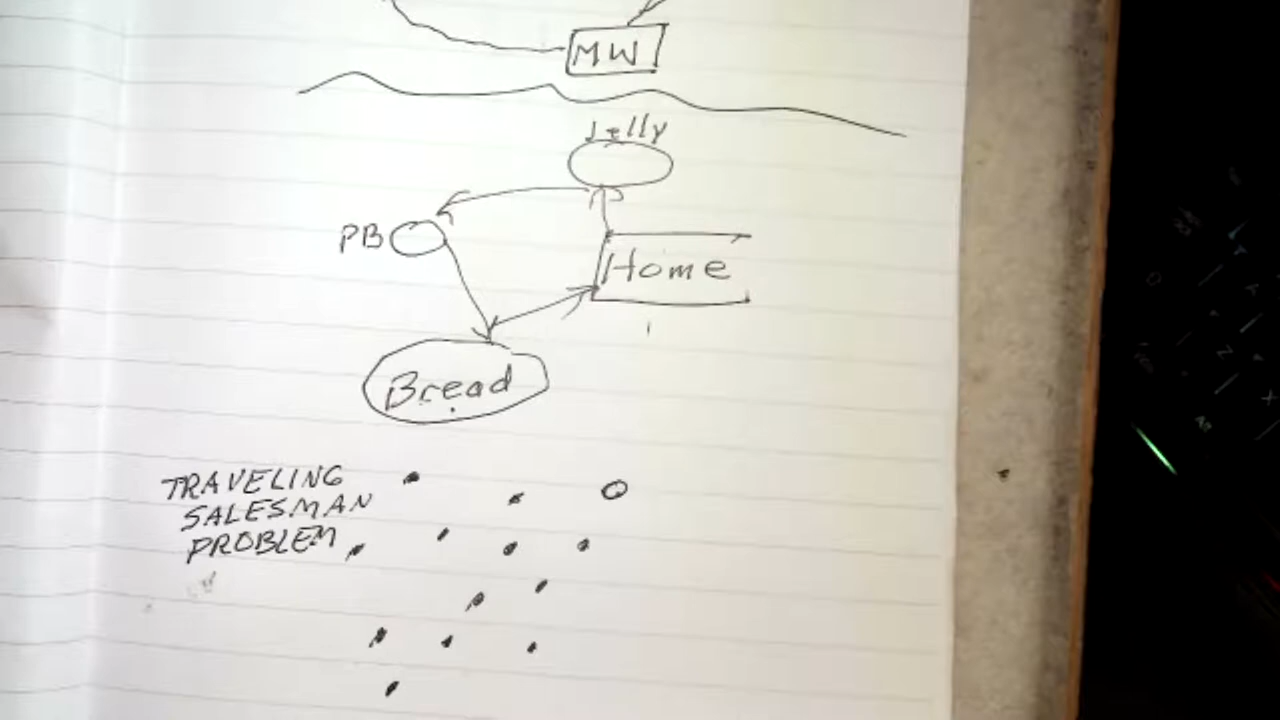 MW
Jelly
PB
Home
Bread
TRAVELING
SALESMAN
PROBLEM